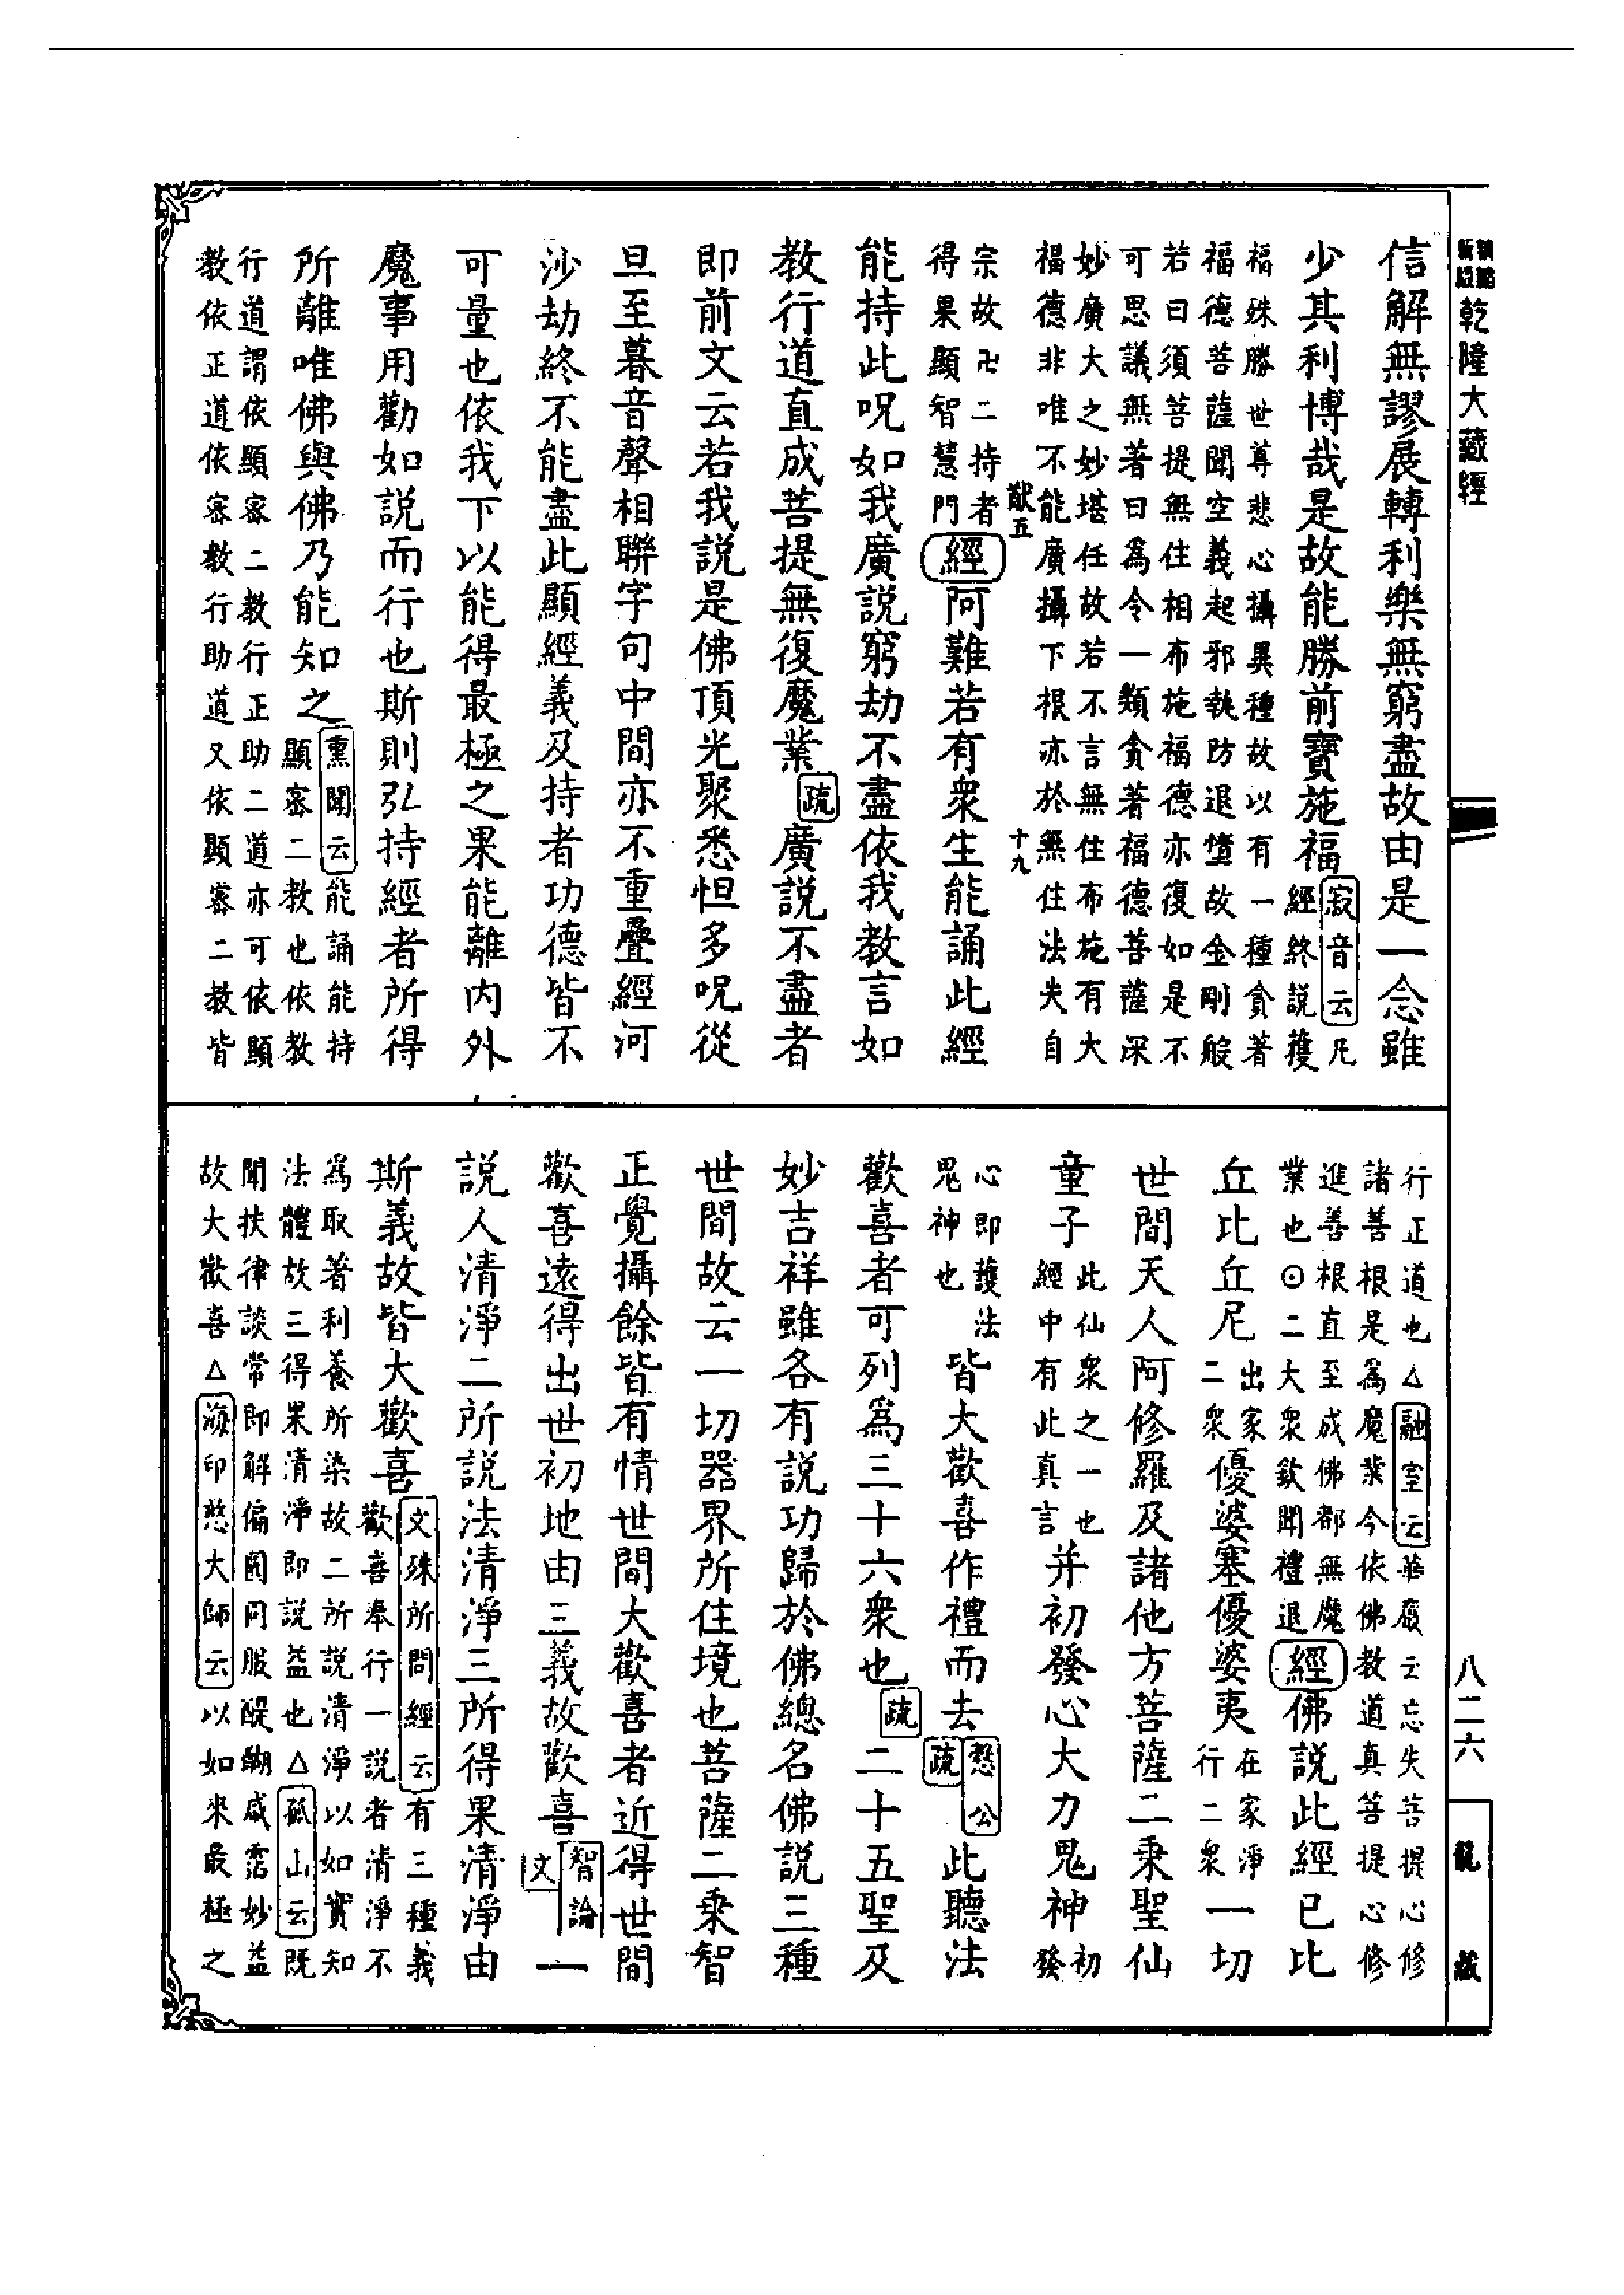 新編縮版 乾隆大藏經
信解無謬展轉利樂無窮盡故由是一念雖
少其利博哉是故能勝前寶施福寂音云凡
經終說獲
福殊勝世尊悲心攝異種故以有一種貪著
福德菩薩聞空義起邪執防退墮故金剛般
若曰須菩提無住相布施福德亦復如是不
可思議無著曰為令一類貪著福德菩薩深
妙廣大之妙堪任故若不言無住布施有大
福德非唯不能廣攝下根亦於無住法失自
十九
宗故卍二持者
得果顯智慧門經阿難若有衆生能誦此經
能持此呪如我廣說窮劫不盡依我教言如
教行道直成菩提無復魔業疏廣說不盡者
即前文云若我說是佛頂光聚悉怛多呪從
旦至暮音聲相聯字句中間亦不重疊經河
沙劫終不能盡此顯經義及持者功德皆不
可量也依我下以能得最極之果能離内外
魔事用勸如說而行也斯則弘持經者所得
所離唯佛與佛乃能知之熏聞云能誦能持
顯密二教也依教
行道謂依顯密二教行正助二道亦可依顯
教依正道依密教行助道又依顯密二教皆
行正道也△融室云華嚴云忘失菩提心修
諸善根是為魔業今依佛教道真菩提心修
進善根直至成佛都無魔
業也⊙二大衆欽聞禮退經佛說此經已比
丘比丘尼出家
二衆優婆塞優婆夷在家淨
行二衆一切
世間天人阿修羅及諸他方菩薩二乘聖仙
童子此仙衆之一也
經中有此真言并初發心大力鬼神初
發
心即護法
鬼神也皆大歡喜作禮而去慤公
疏此聽法
歡喜者可列為三十六衆也疏二十五聖及
妙吉祥雖各有說功歸於佛總名佛說三種
世間故云一切器界所住境也菩薩二乘智
正覺攝餘皆有情世間大歡喜者近得世間
歡喜遠得出世初地由三義故歡喜智論
文一
說人清淨二所說法清淨三所得果清淨由
斯義故皆大歡喜文殊所問經云有三種義
歡喜奉行一說者清淨不
為取著利養所染故二所說清淨以如實知
法體故三得果清淨即說益也△孤山云既
聞扶律談常即解偏圓同服醍醐咸霑妙益
故大歡喜△海印慜大師云以如來最極之
八二六
龍藏